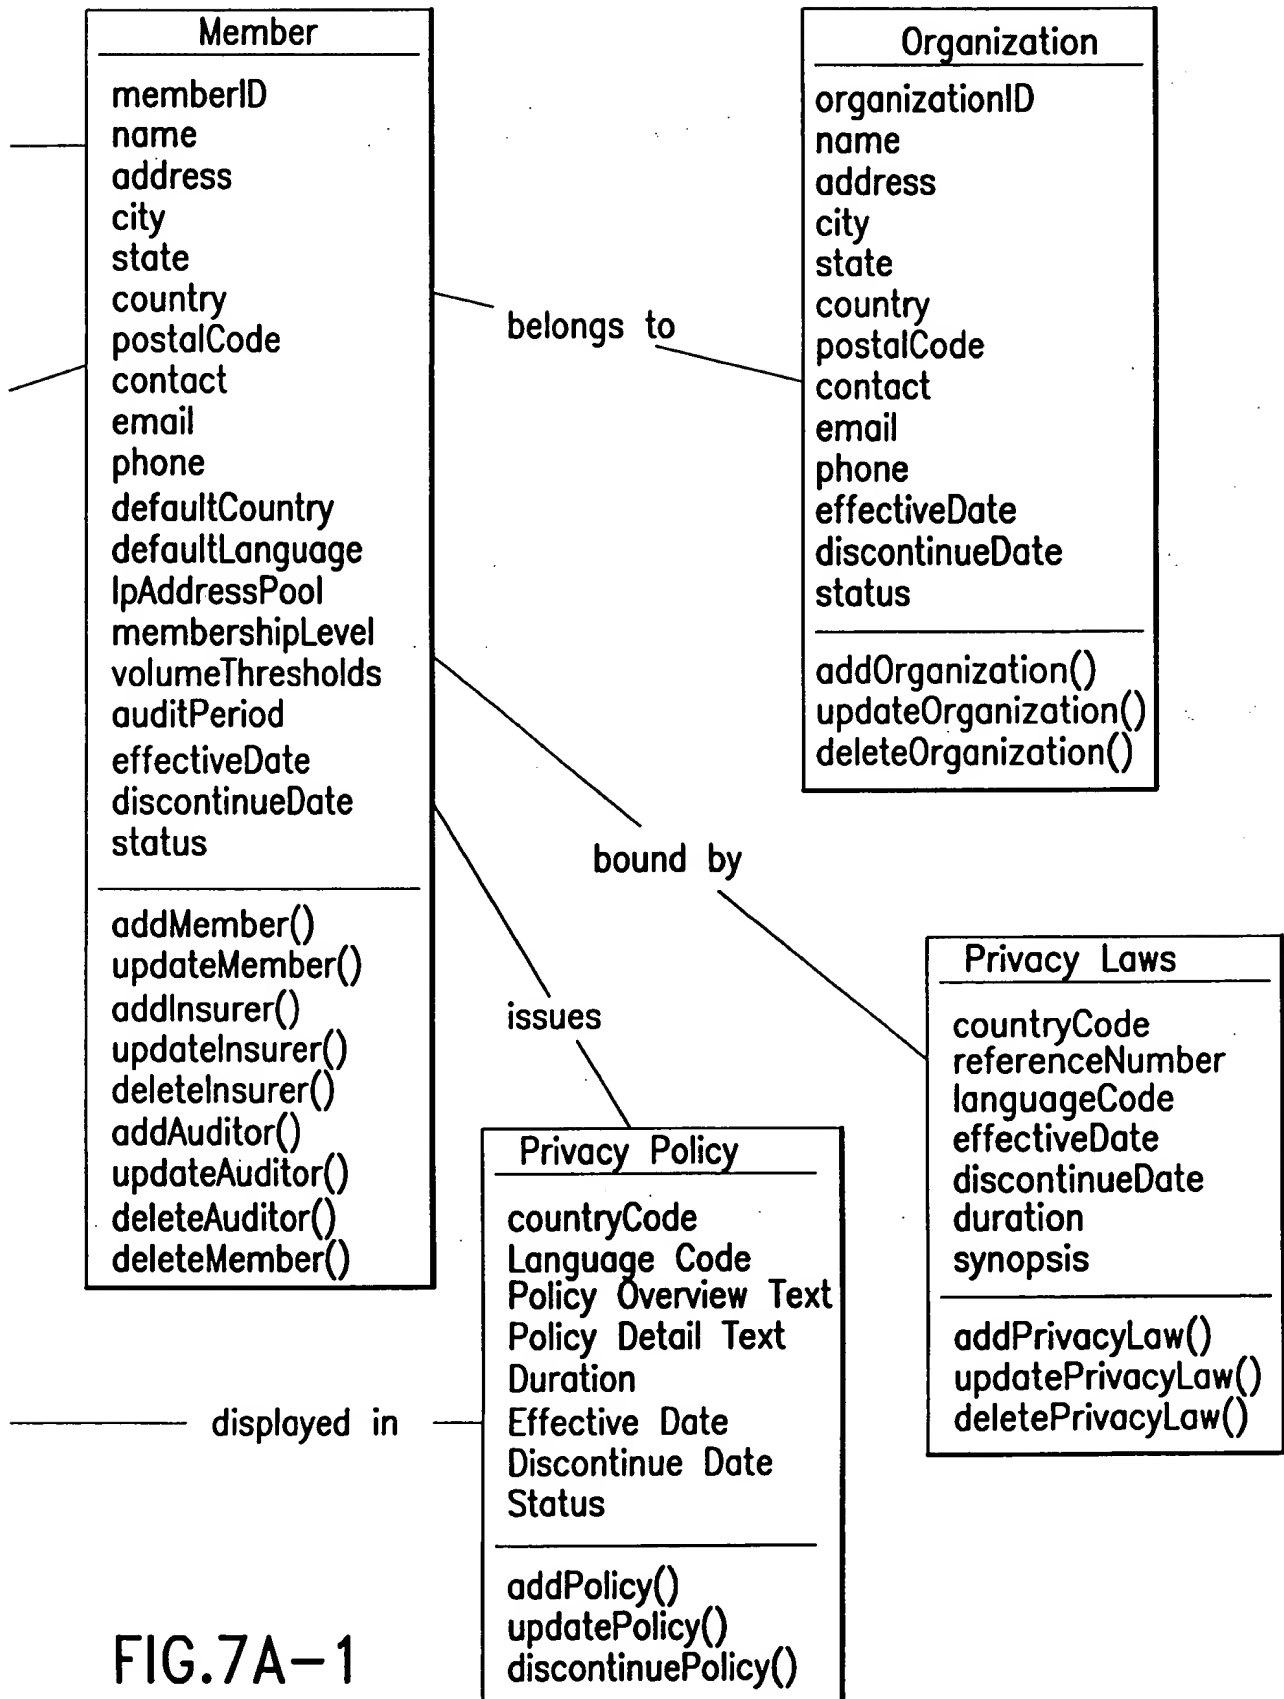 Member
memberID
name
address
city
state
country
postalCode
contact
email
phone
defaultCountry
defaultLanguage
IpAddressPool
membershipLevel
volumeThresholds
auditPeriod
effectiveDate
discontinueDate
status
addMember()
updateMember()
addInsurer()
updateInsurer()
deleteInsurer()
addAuditor()
updateAuditor()
deleteAuditor()
deleteMember()
belongs to
Organization
organizationID
name
address
city
state
country
postalCode
contact
email
phone
effectiveDate
discontinueDate
status
addOrganization()
updateOrganization()
deleteOrganization()
bound by
issues
Privacy Laws
countryCode
referenceNumber
languageCode
effectiveDate
discontinueDate
duration
synopsis
addPrivacyLaw()
updatePrivacyLaw()
deletePrivacyLaw()
Privacy Policy
countryCode
Language Code
Policy Overview Text
Policy Detail Text
Duration
Effective Date
Discontinue Date
Status
addPolicy()
updatePolicy()
discontinuePolicy()
displayed in
FIG.7A-1